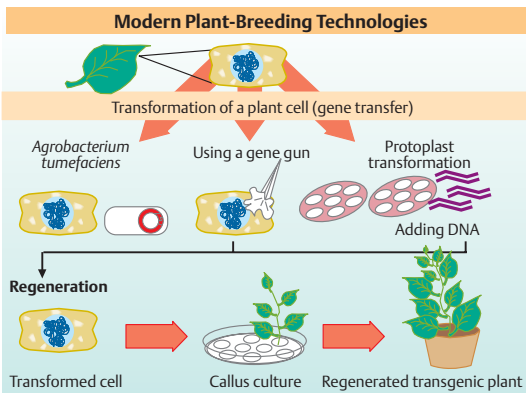 Modern Plant-Breeding Technologies
Transformation of a plant cell (gene transfer)
Agrobacterium
tumefaciens
Using a gene gun
Protoplast
transformation
Adding DNA
Regeneration
Transformed cell
Callus culture
Regenerated transgenic plant